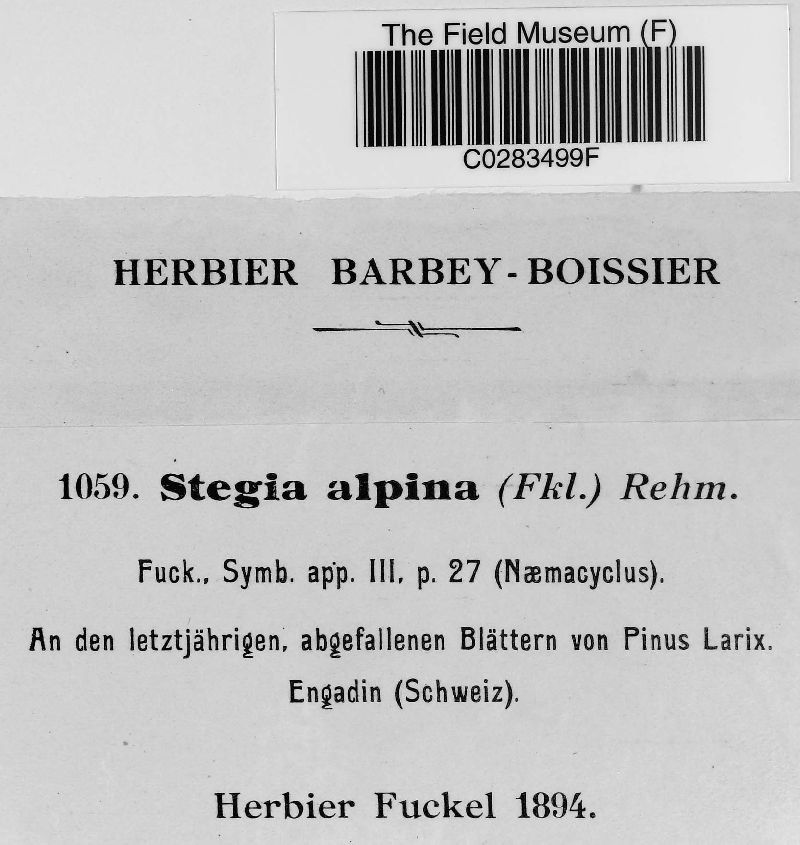 The Field Museum (F)
C0283499F
HERBIER BARBEY-BOISSIER
1059. Stegia alpina (Fkl.) Rehm.
Fuck., Symb. app. III, p. 27 (Næmacyclus).
An den letztjährigen, abgefallenen Blättern von Pinus Larix.
Engadin (Schweiz).
Herbier Fuckel 1894.